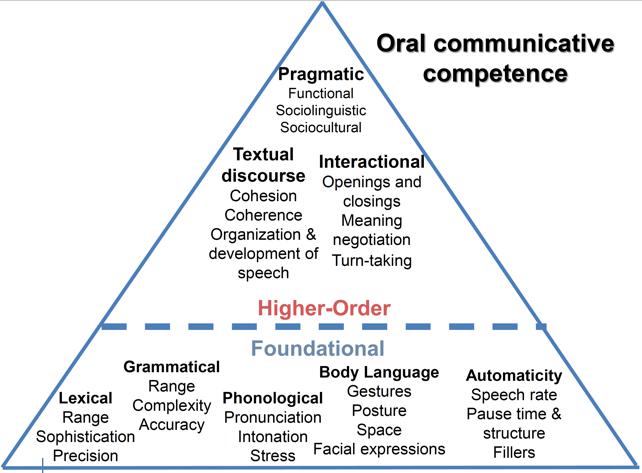 Oral communicative
competence
Pragmatic
Functional
Sociolinguistic
Sociocultural
Textual
discourse
Cohesion
Coherence
Organization &
development of
speech
Interactional
Openings and
closings
Meaning
negotiation
Turn-taking
Higher-Order
Foundational
Lexical
Range
Sophistication
Precision
Grammatical
Range
Complexity
Accuracy
Phonological
Pronunciation
Intonation
Stress
Body Language
Gestures
Posture
Space
Facial expressions
Automaticity
Speech rate
Pause time &
structure
Fillers